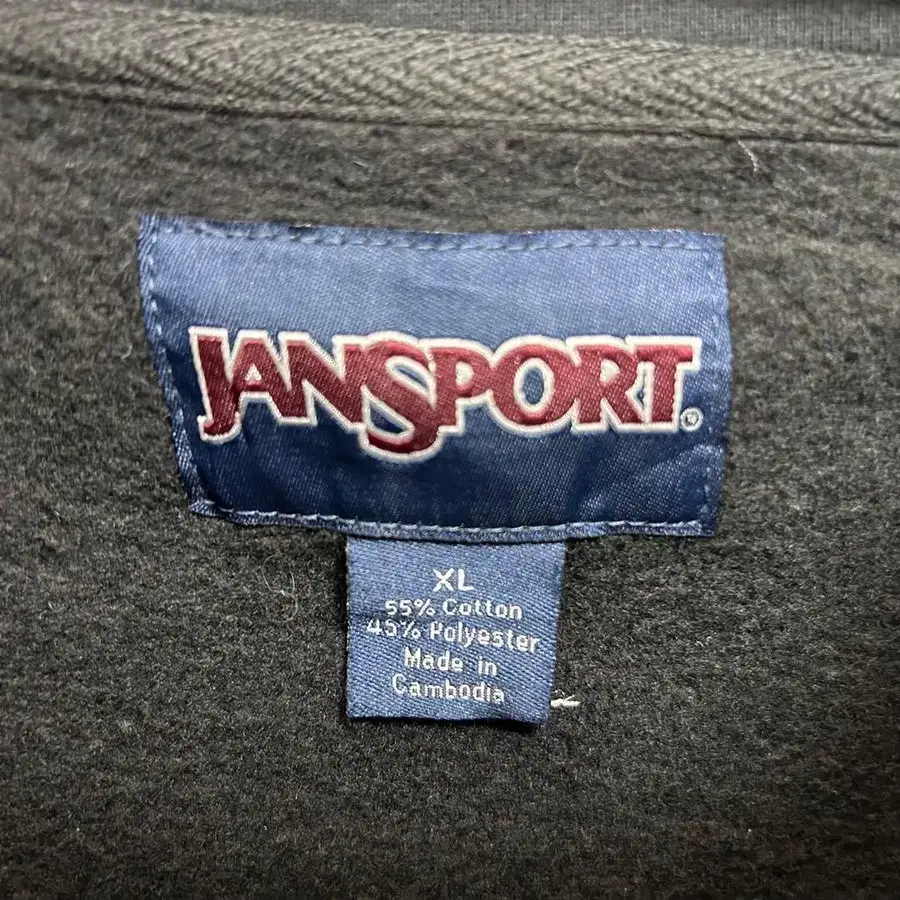 JANSPORT®
XL
55% Cotton
45% Polyester
Made in
Cambodia